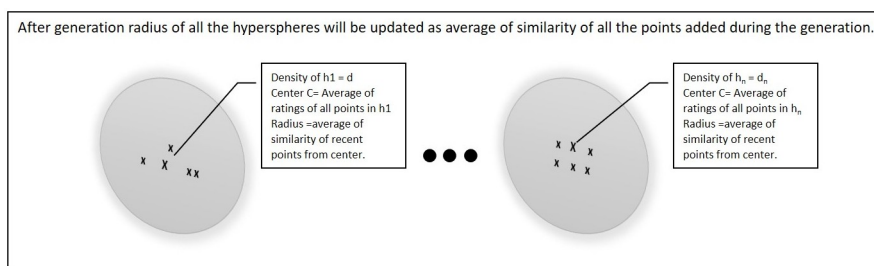 After generation radius of all the hyperspheres will be updated as average of similarity of all the points added during the generation.
Density of h1 = d
Center C= Average of
ratings of all points in h1
Radius =average of
similarity of recent
points from center.
Density of hₙ = dₙ
Center C= Average of
ratings of all points in hₙ
Radius =average of
similarity of recent
points from center.
x
x X xx
x X x
x x x